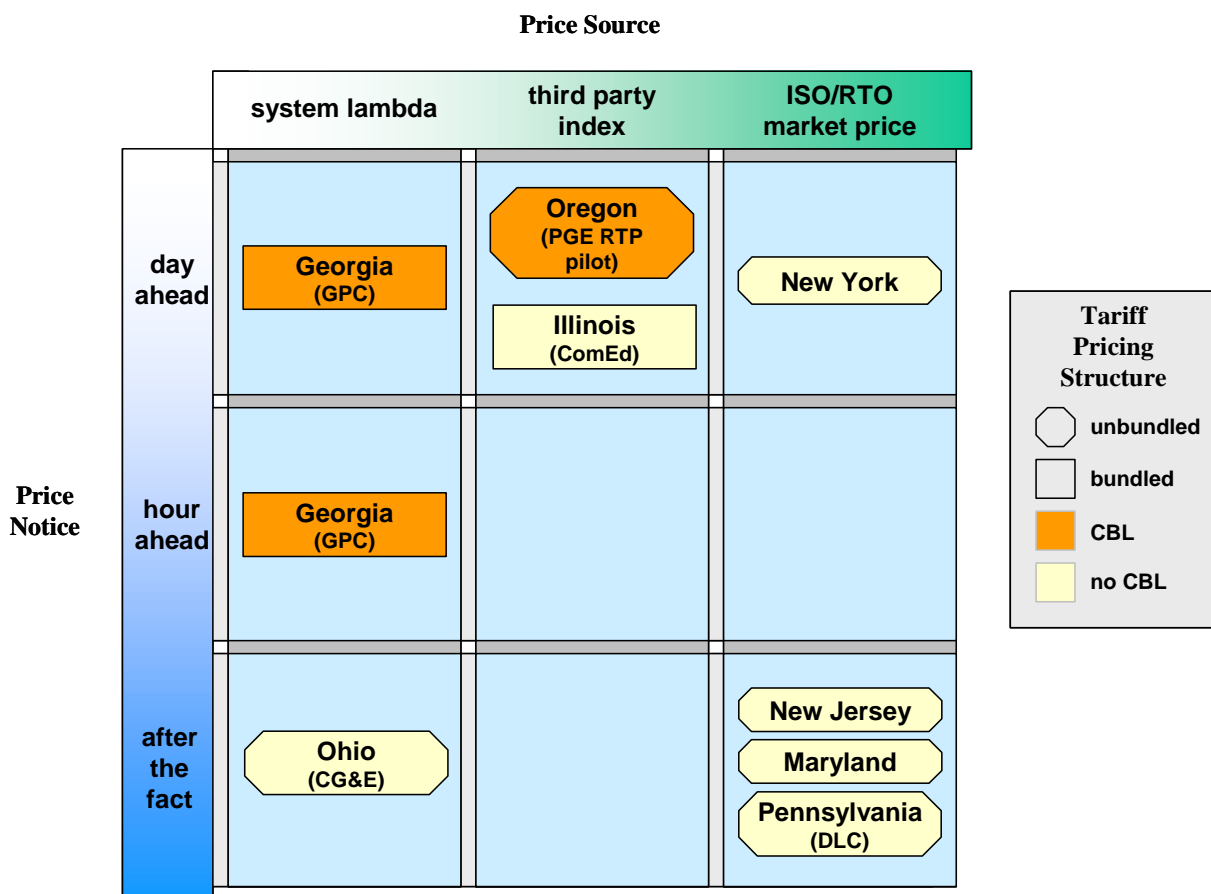 Price Source
system lambda
third party
index
ISO/RTO
market price
day
ahead
Georgia
(GPC)
Oregon
(PGE RTP
pilot)
Illinois
(ComEd)
New York
Price
Notice
hour
ahead
Georgia
(GPC)
after
the
fact
Ohio
(CG&E)
New Jersey
Maryland
Pennsylvania
(DLC)
Tariff
Pricing
Structure
unbundled
bundled
CBL
no CBL